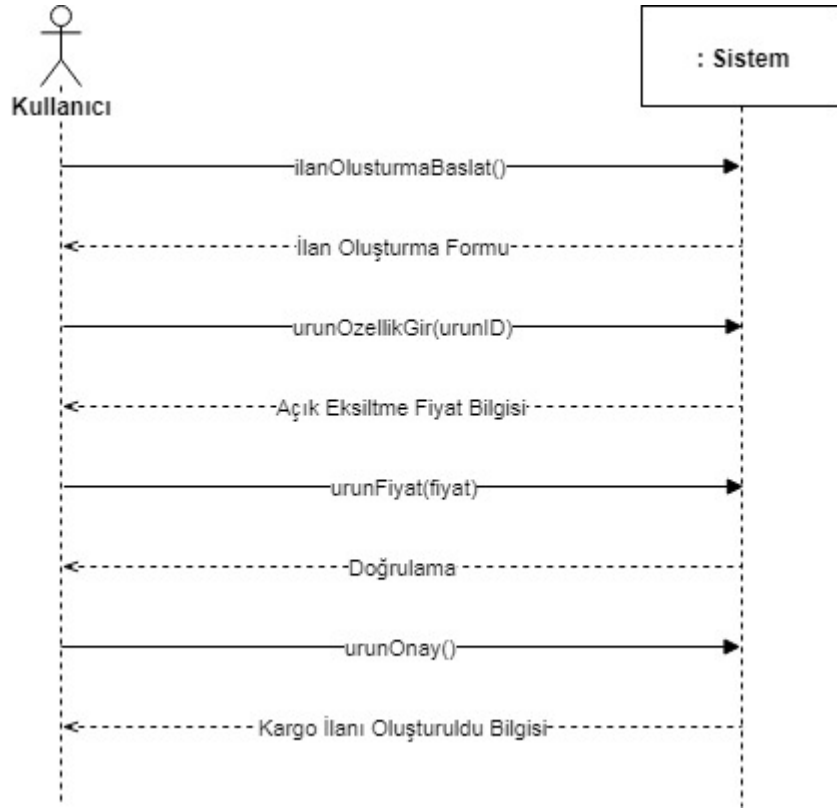 Kullanıcı
: Sistem
ilanOlusturmaBaslat()
İlan Oluşturma Formu
urunOzellikGir(urunID)
Açık Eksiltme Fiyat Bilgisi
urunFiyat(fiyat)
Doğrulama
urunOnay()
Kargo İlanı Oluşturuldu Bilgisi